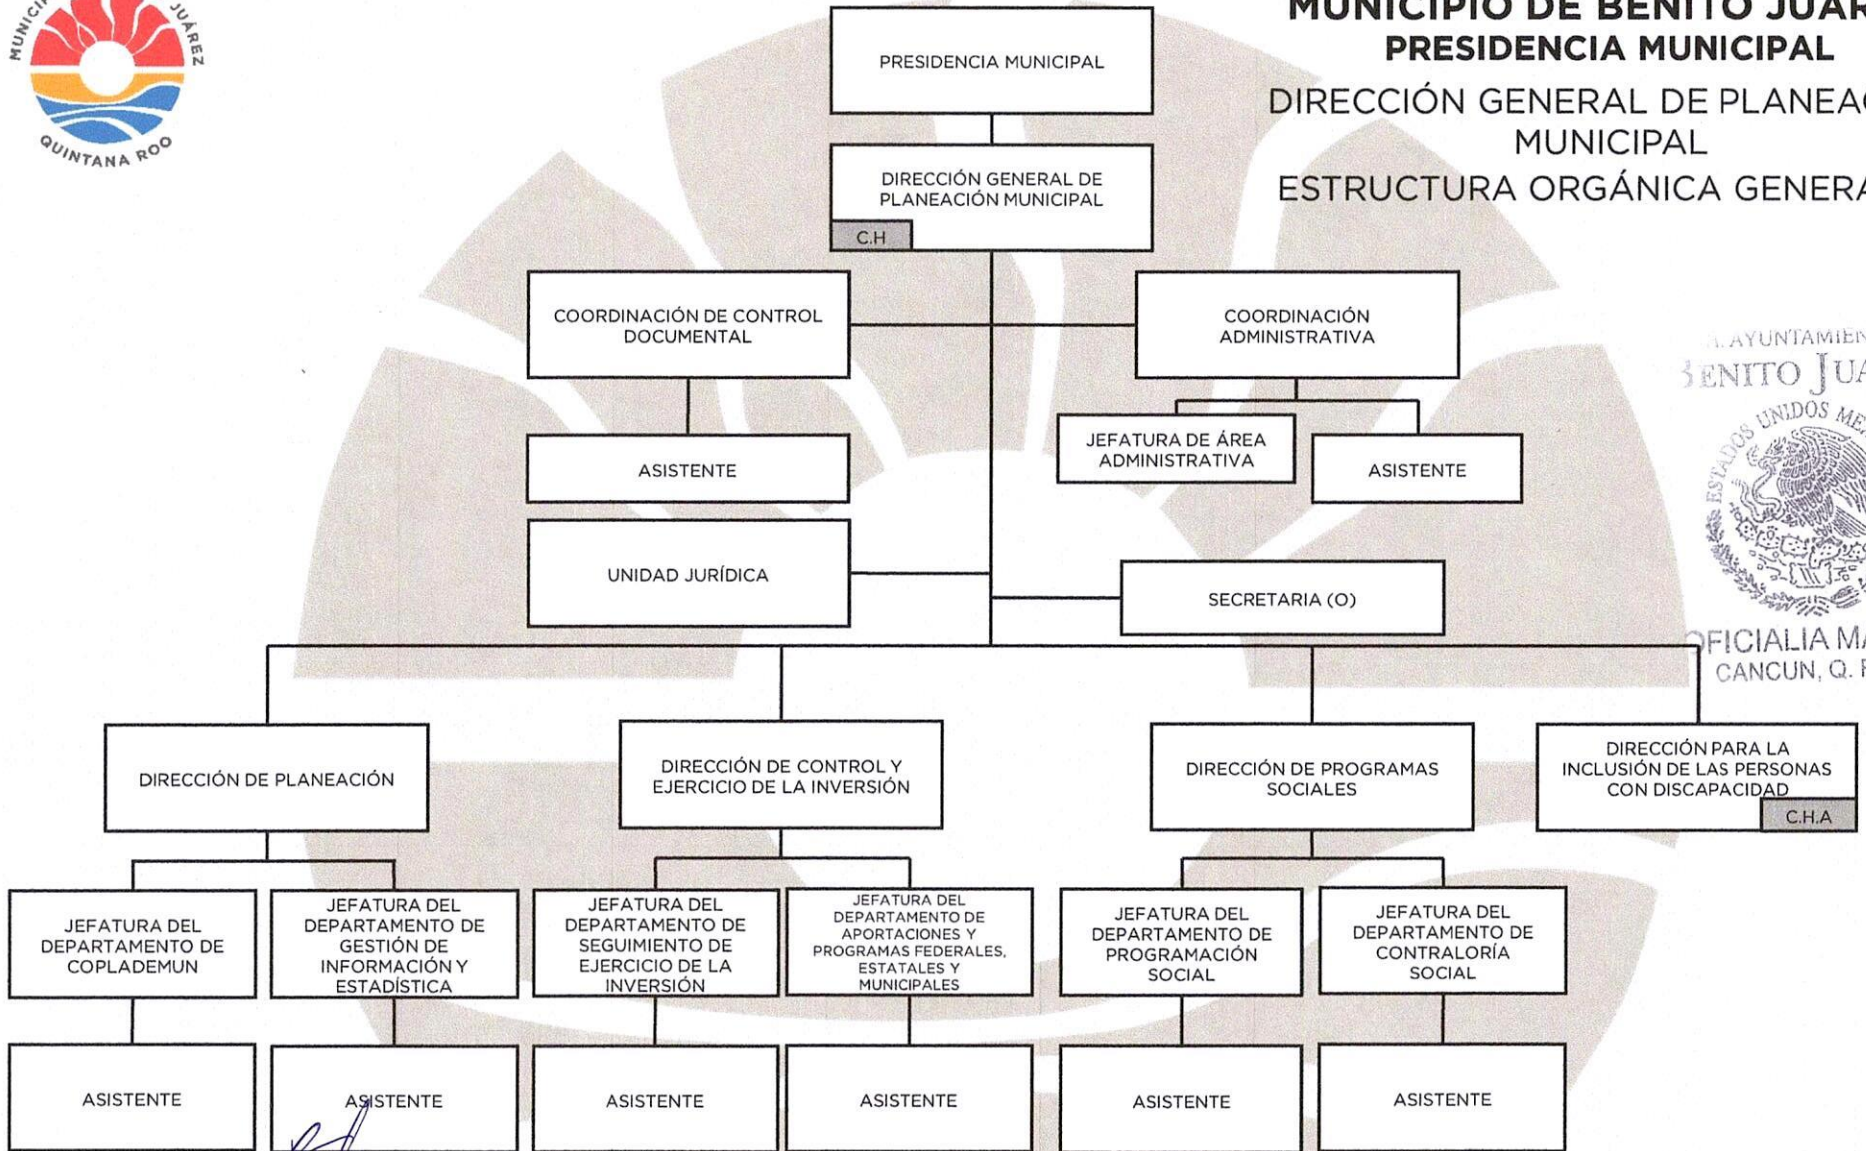 JUÁREZ
QUINTANA ROO
MUNICIPIO DE BENITO
PRESIDENCIA MUNICIPAL
DIRECCIÓN GENERAL DE
MUNICIPAL
ESTRUCTURA ORGÁNICA
PRESIDENCIA MUNICIPAL
DIRECCIÓN GENERAL DE
PLANEACIÓN MUNICIPAL
C.H
COORDINACIÓN DE CONTROL
DOCUMENTAL
COORDINACIÓN
ADMINISTRATIVA
ASISTENTE
JEFATURA DE ÁREA
ADMINISTRATIVA
ASISTENTE
UNIDAD JURÍDICA
SECRETARIA (O)
BENITO
ESTADOS UNIDOS
OFICIALIA
CANCUN, Q.
DIRECCIÓN DE PLANEACIÓN
DIRECCIÓN DE CONTROL Y
EJERCICIO DE LA INVERSIÓN
DIRECCIÓN DE PROGRAMAS
SOCIALES
DIRECCIÓN PARA LA
INCLUSIÓN DE LAS PERSONAS
CON DISCAPACIDAD
C.H.A
JEFATURA DEL
DEPARTAMENTO DE
COPLADEMUN
JEFATURA DEL
DEPARTAMENTO DE
GESTIÓN DE
INFORMACIÓN Y
ESTADÍSTICA
JEFATURA DEL
DEPARTAMENTO DE
SEGUIMIENTO DE
EJERCICIO DE LA
INVERSIÓN
JEFATURA DEL
DEPARTAMENTO DE
APORTACIONES Y
PROGRAMAS FEDERALES,
ESTATALES Y
MUNICIPALES
JEFATURA DEL
DEPARTAMENTO DE
PROGRAMACIÓN
SOCIAL
JEFATURA DEL
DEPARTAMENTO DE
CONTRALORÍA
SOCIAL
ASISTENTE
ASISTENTE
ASISTENTE
ASISTENTE
ASISTENTE
ASISTENTE